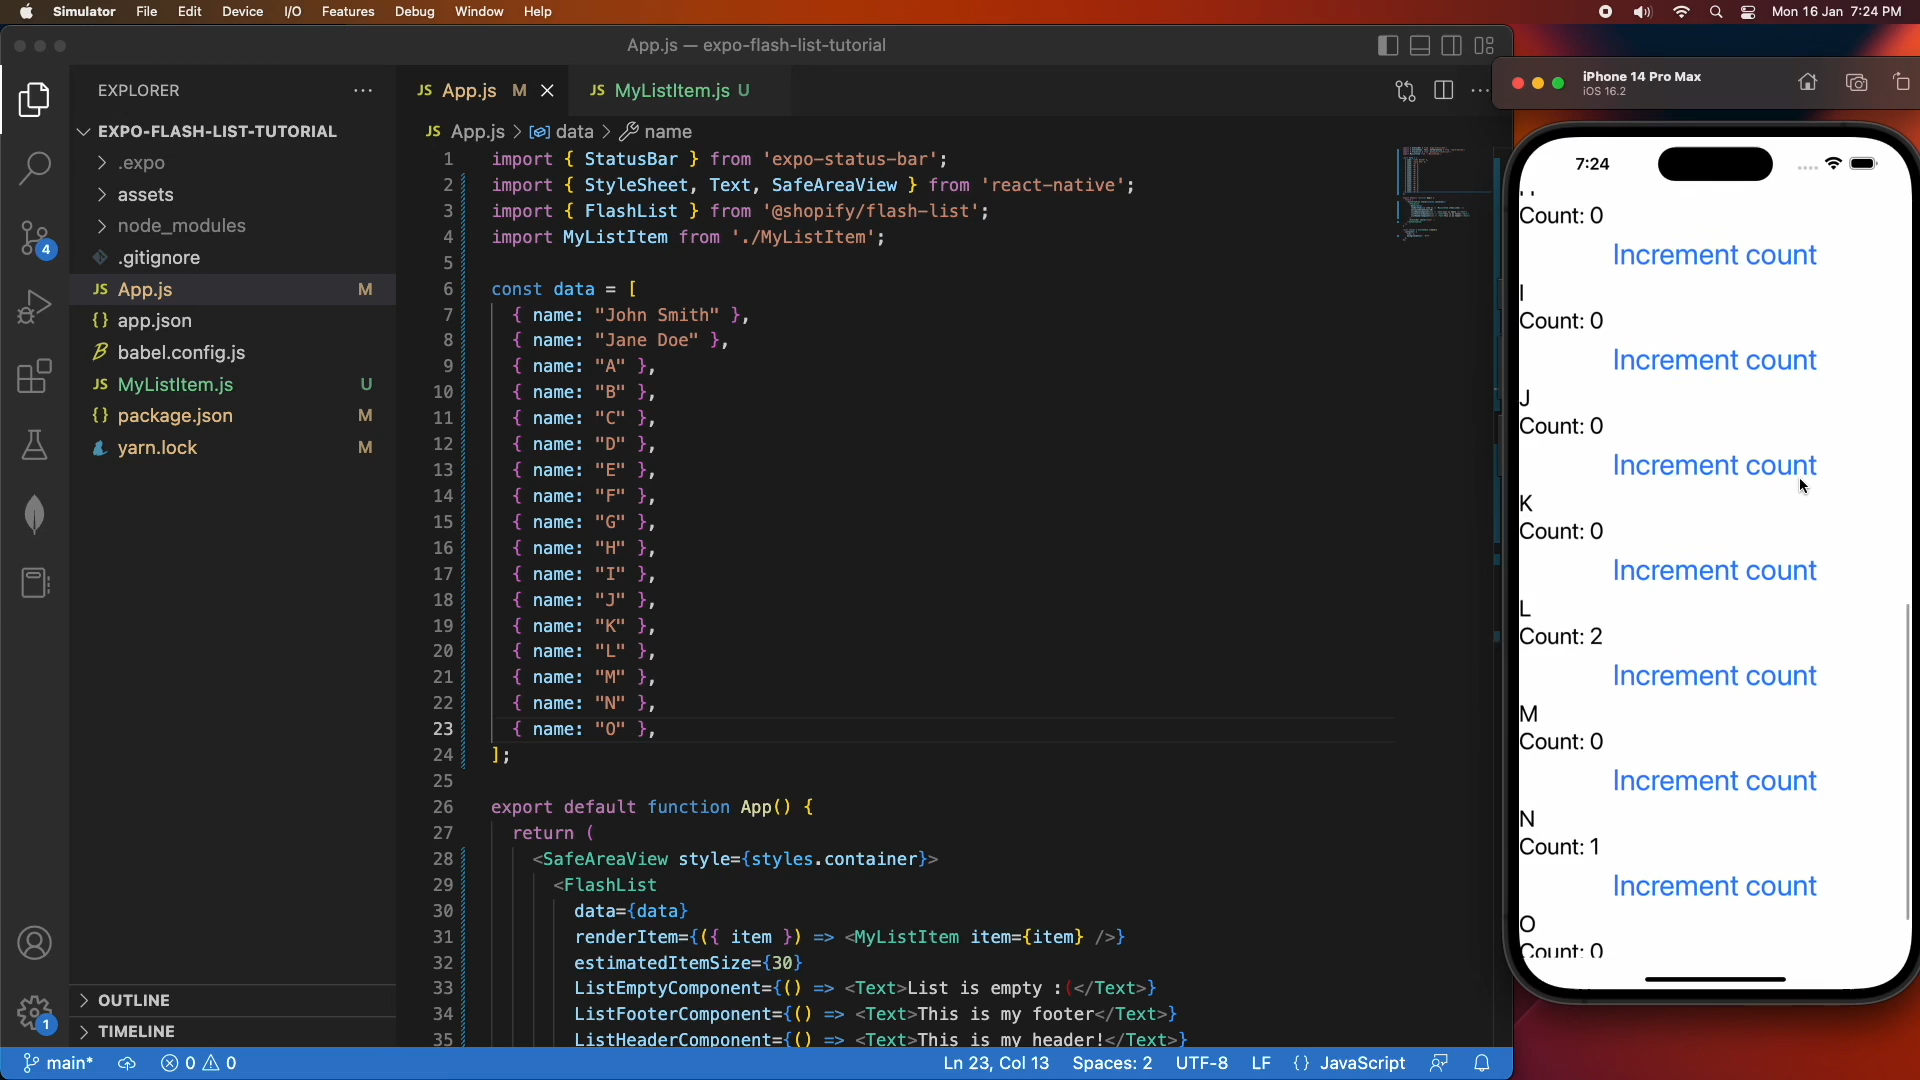 Simulator File Edit Device I/O Features Debug Window Help Mon 16 Jan 7:24 PM
App.js — expo-flash-list-tutorial
EXPLORER
EXPO-FLASH-LIST-TUTORIAL
.expo
assets
node_modules
.gitignore
JS App.js M
{} app.json
babel.config.js
JS MyListItem.js U
{} package.json M
yarn.lock M
4
1
OUTLINE
TIMELINE
JS App.js M
JS MyListItem.js U
JS App.js > data > name
1 import { StatusBar } from 'expo-status-bar';
2 import { StyleSheet, Text, SafeAreaView } from 'react-native';
3 import { FlashList } from '@shopify/flash-list';
4 import MyListItem from './MyListItem';
5
6 const data = [
7 { name: "John Smith" },
8 { name: "Jane Doe" },
9 { name: "A" },
10 { name: "B" },
11 { name: "C" },
12 { name: "D" },
13 { name: "E" },
14 { name: "F" },
15 { name: "G" },
16 { name: "H" },
17 { name: "I" },
18 { name: "J" },
19 { name: "K" },
20 { name: "L" },
21 { name: "M" },
22 { name: "N" },
23 { name: "O" },
24 ];
25
26 export default function App() {
27 return (
28 <SafeAreaView style={styles.container}>
29 <FlashList
30 data={data}
31 renderItem={({ item }) => <MyListItem item={item} />}
32 estimatedItemSize={30}
33 ListEmptyComponent={() => <Text>List is empty :(</Text>}
34 ListFooterComponent={() => <Text>This is my footer</Text>}
35 ListHeaderComponent={() => <Text>This is my header!</Text>}
main* 0 0 Ln 23, Col 13 Spaces: 2 UTF-8 LF {} JavaScript
iPhone 14 Pro Max
iOS 16.2
7:24
Count: 0
Increment count
I
Count: 0
Increment count
J
Count: 0
Increment count
K
Count: 0
Increment count
L
Count: 2
Increment count
M
Count: 0
Increment count
N
Count: 1
Increment count
O
Count: 0